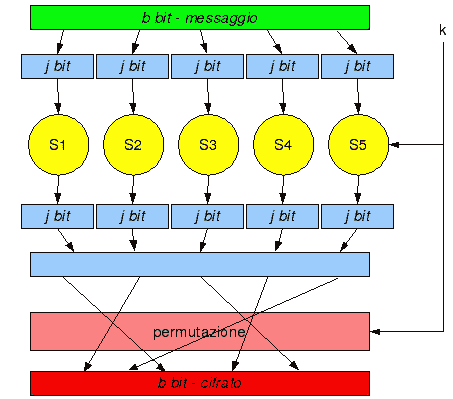 b bit - messaggio
k
j bit j bit j bit j bit j bit
S1 S2 S3 S4 S5
j bit j bit j bit j bit j bit
permutazione
b bit - cifrato